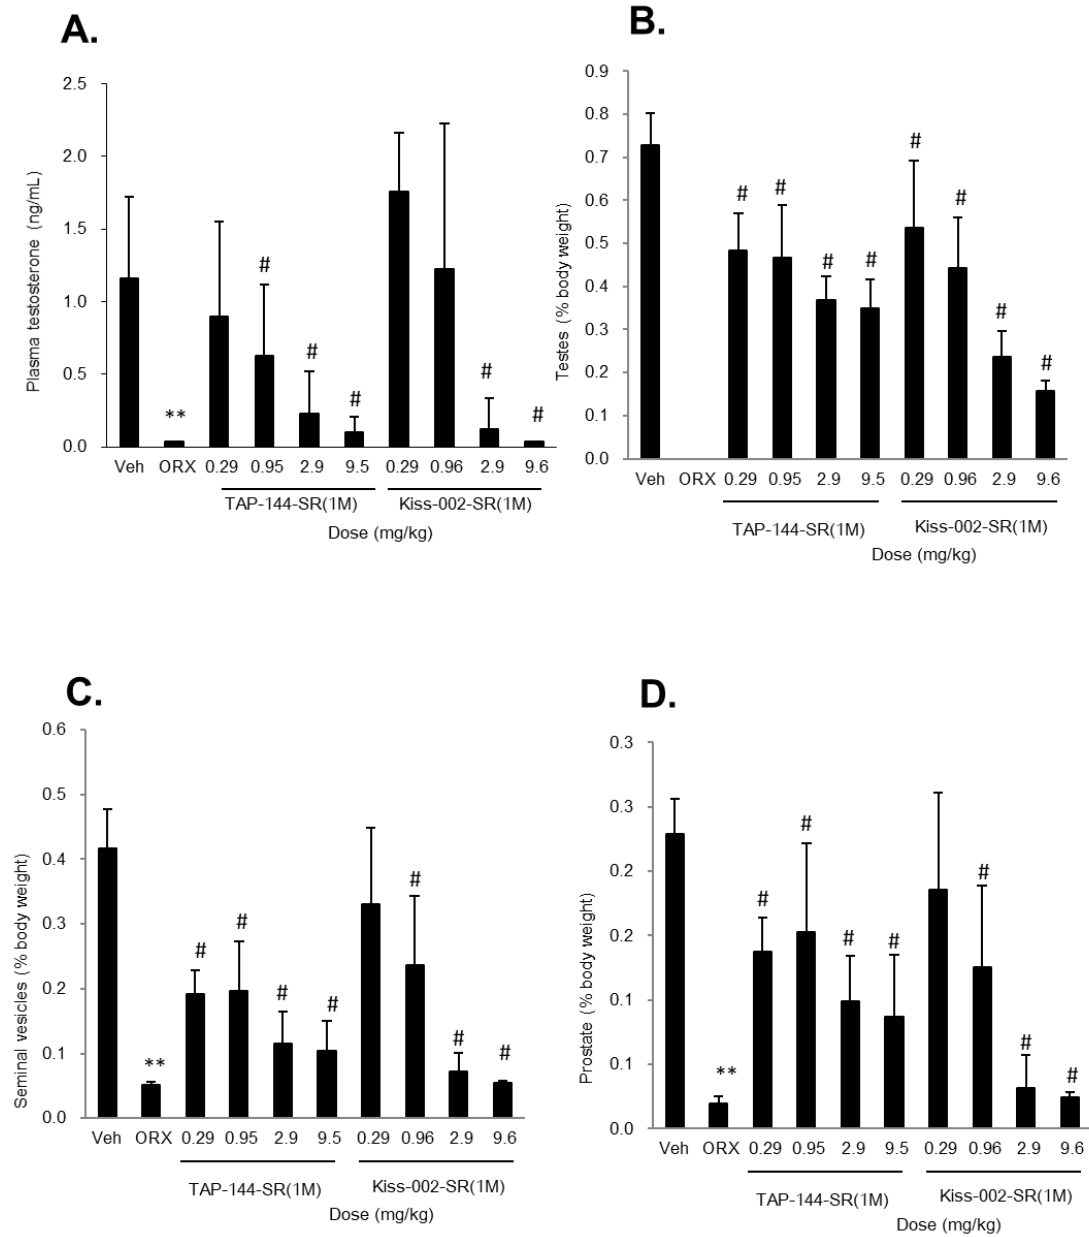 A.
2.5
2.0
1.5
1.0
0.5
0.0
Plasma testosterone (ng/mL)
** # # # # #
Veh ORX 0.29 0.95 2.9 9.5 0.29 0.96 2.9 9.6
TAP-144-SR(1M) Kiss-002-SR(1M)
Dose (mg/kg)
B.
0.9
0.8
0.7
0.6
0.5
0.4
0.3
0.2
0.1
0.0
Testes (% body weight)
# # # # # # # #
Veh ORX 0.29 0.95 2.9 9.5 0.29 0.96 2.9 9.6
TAP-144-SR(1M) Kiss-002-SR(1M)
Dose (mg/kg)
C.
0.6
0.5
0.4
0.3
0.2
0.1
0.0
Seminal vesicles (% body weight)
** # # # # # # #
Veh ORX 0.29 0.95 2.9 9.5 0.29 0.96 2.9 9.6
TAP-144-SR(1M) Kiss-002-SR(1M)
Dose (mg/kg)
D.
0.3
0.3
0.2
0.2
0.1
0.1
0.0
Prostate (% body weight)
** # # # # # # #
Veh ORX 0.29 0.95 2.9 9.5 0.29 0.96 2.9 9.6
TAP-144-SR(1M) Kiss-002-SR(1M)
Dose (mg/kg)